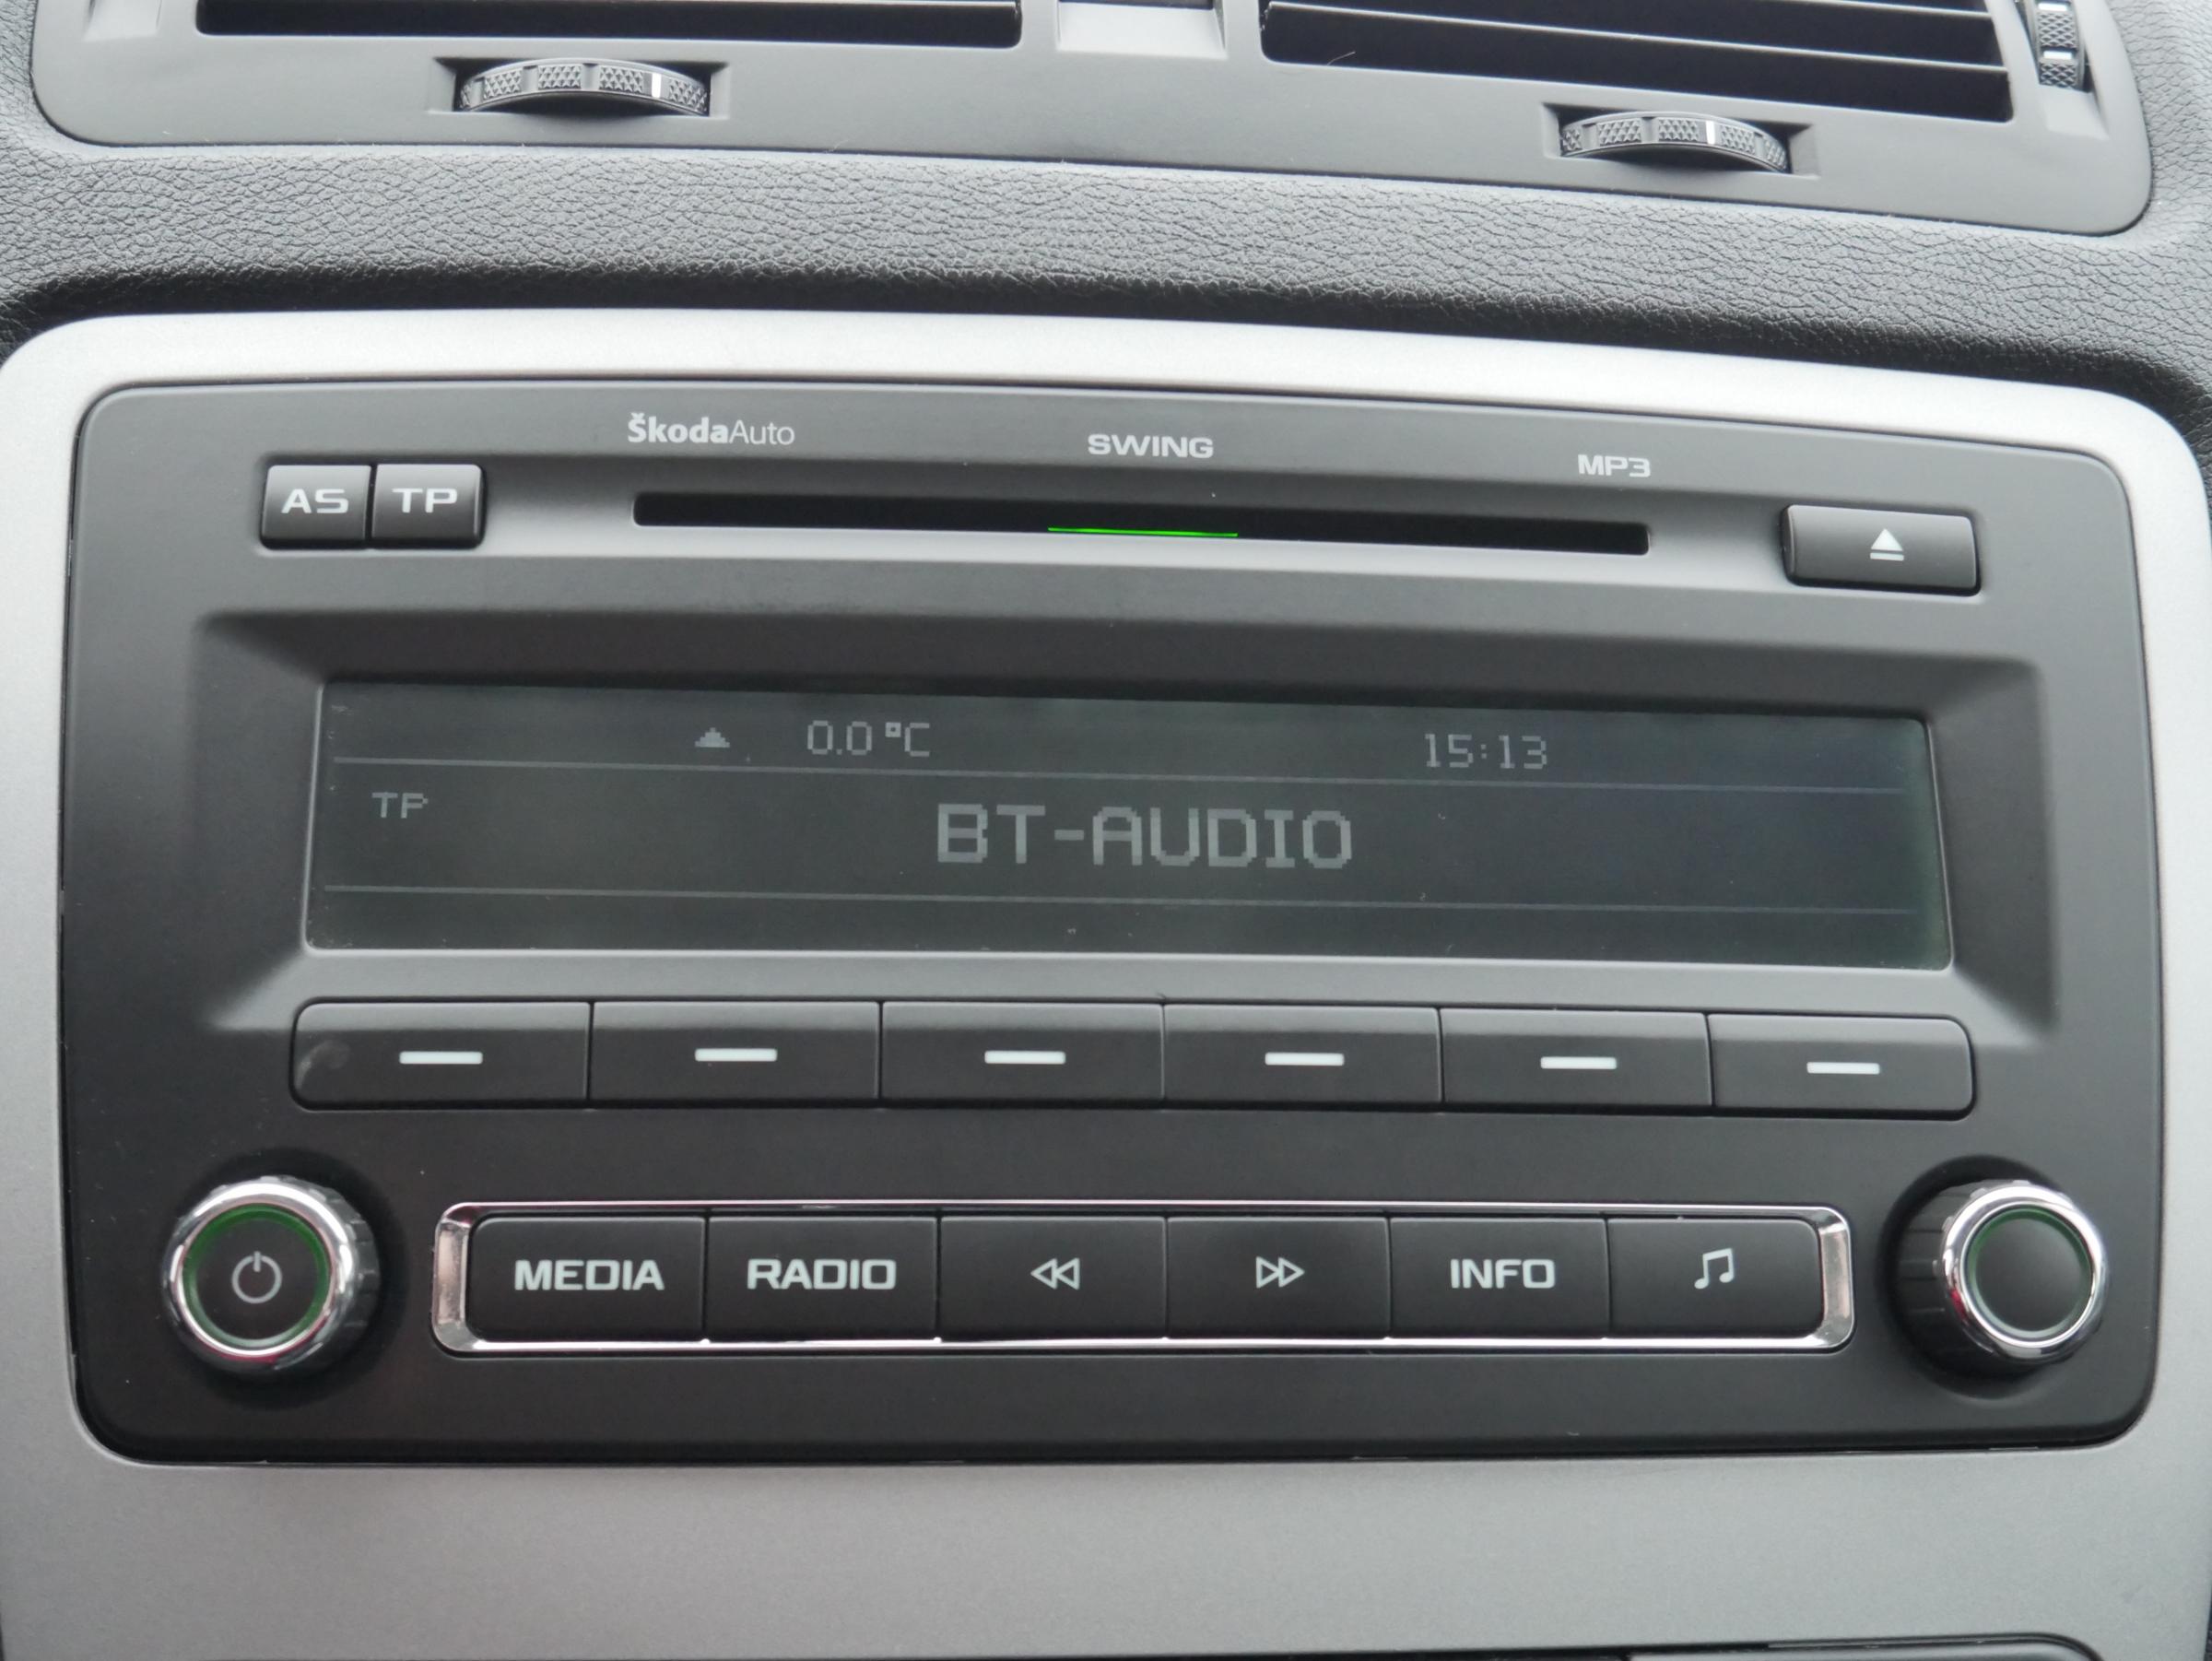 ŠkodaAuto
SWING
MP3
AS TP
0.0°C 15:13
TP
BT-AUDIO
MEDIA RADIO INFO